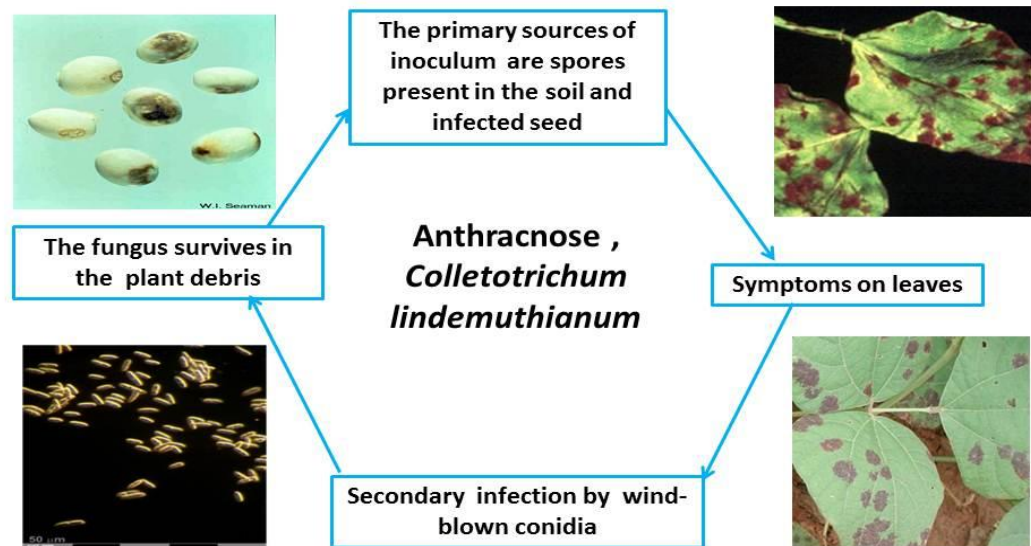 The primary sources of
inoculum are spores
present in the soil and
infected seed
W.I. Seaman
The fungus survives in
the plant debris
Anthracnose ,
Colletotrichum
lindemuthianum
Symptoms on leaves
Secondary infection by wind-
blown conidia
50 µm